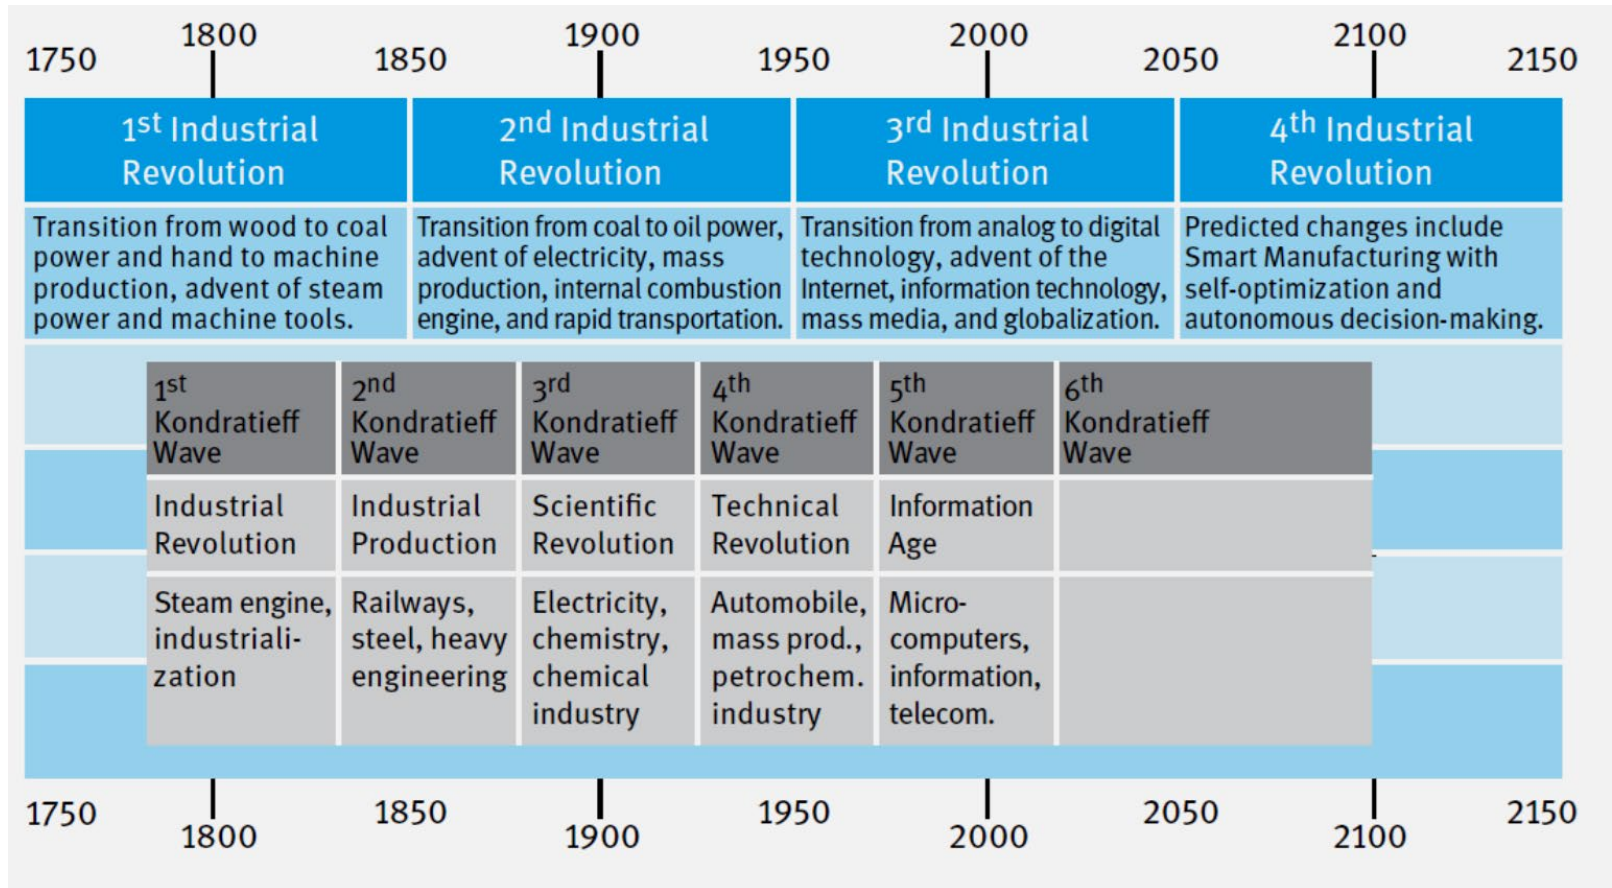 1800 1900 2000 2100
1750 1850 1950 2050 2150
1st Industrial
Revolution
2nd Industrial
Revolution
3rd Industrial
Revolution
4th Industrial
Revolution
Transition from wood to coal
power and hand to machine
production, advent of steam
power and machine tools.
Transition from coal to oil power,
advent of electricity, mass
production, internal combustion
engine, and rapid transportation.
Transition from analog to digital
technology, advent of the
Internet, information technology,
mass media, and globalization.
Predicted changes include
Smart Manufacturing with
self-optimization and
autonomous decision-making.
1st
Kondratieff
Wave
2nd
Kondratieff
Wave
3rd
Kondratieff
Wave
4th
Kondratieff
Wave
5th
Kondratieff
Wave
6th
Kondratieff
Wave
Industrial
Revolution
Industrial
Production
Scientific
Revolution
Technical
Revolution
Information
Age
Steam engine,
industriali-
zation
Railways,
steel, heavy
engineering
Electricity,
chemistry,
chemical
industry
Automobile,
mass prod.,
petrochem.
industry
Micro-
computers,
information,
telecom.
1750 1850 1950 2050 2150
1800 1900 2000 2100